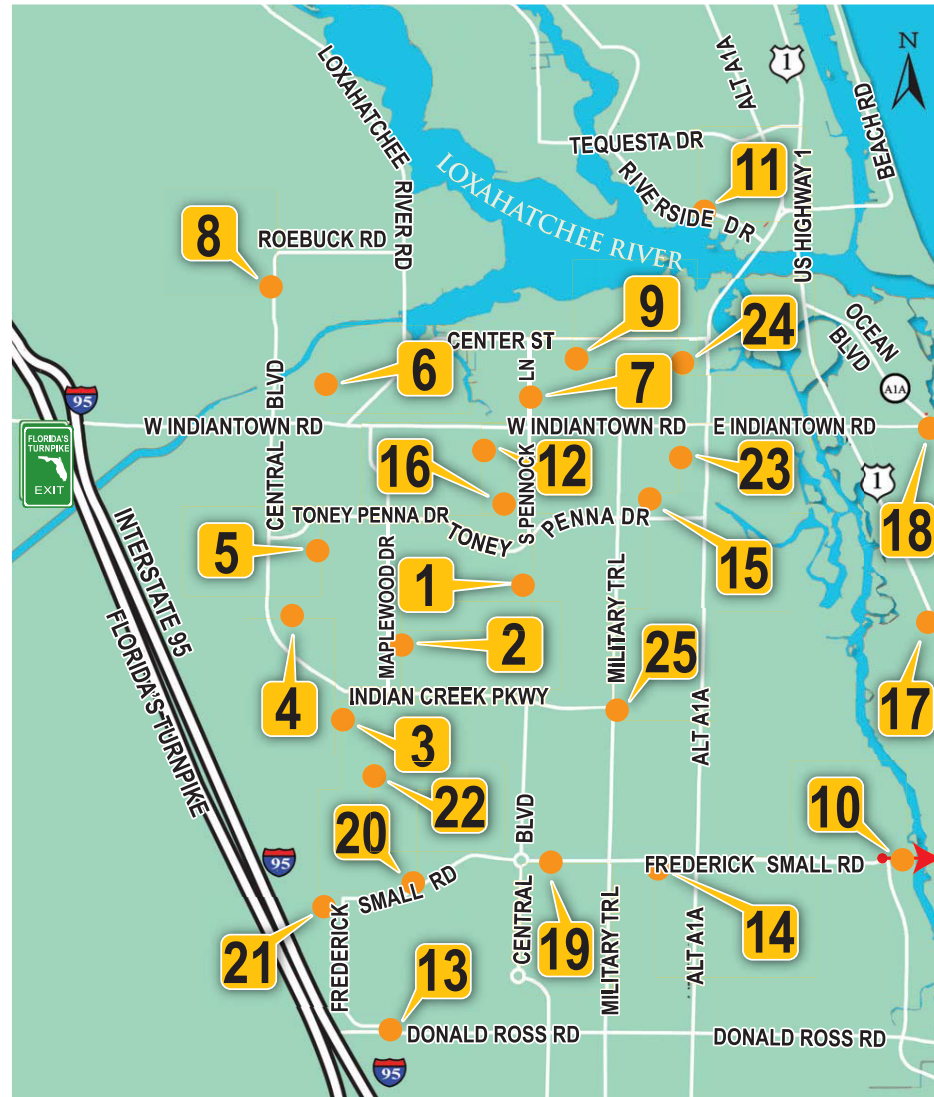 N
1
ALT A1A
LOXAHATCHEE
RIVER RD
BEACH RD
TEQUESTA DR
11
RIVERSIDE DR
US HIGHWAY 1
LOXAHATCHEE RIVER
8
ROEBUCK RD
9
24
OCEAN
BLVD
CENTER ST
6
7
LN
A1A
95
CENTRAL BLVD
W INDIANTOWN RD
W INDIANTOWN RD
E INDIANTOWN RD
FLORIDA'S
TURNPIKE
EXIT
16
12
23
S PENNOCK
1
18
TONEY PENNA DR
TONEY PENNA DR
5
15
INTERSTATE 95
FLORIDA'S TURNPIKE
MAPLEWOOD DR
1
MILITARY TRL
2
25
4
INDIAN CREEK PKWY
17
3
ALT A1A
22
10
20
CENTRAL BLVD
95
FREDERICK SMALL RD
FREDERICK SMALL RD
21
19
14
MILITARY TRL
ALT A1A
13
DONALD ROSS RD
DONALD ROSS RD
95